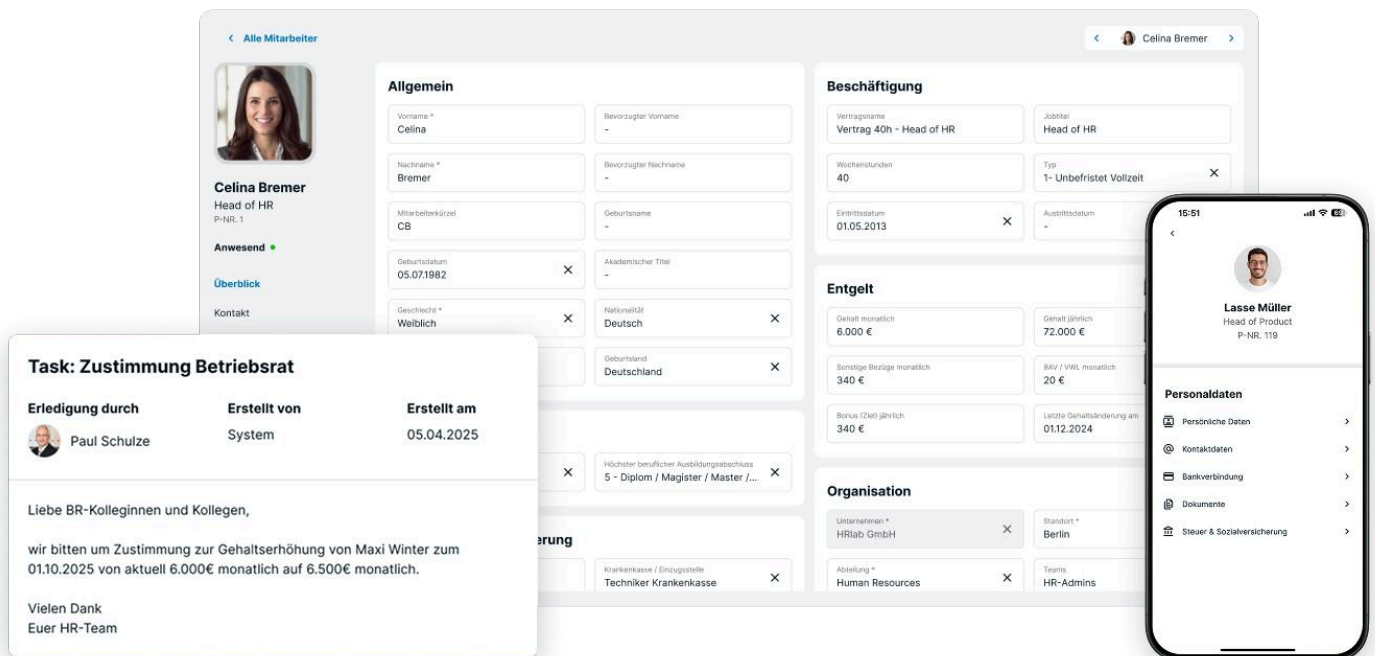 Alle Mitarbeiter
Celina Bremer
Celina Bremer
Head of HR
P-NR. 1
Anwesend
Überblick
Kontakt
Allgemein
Vorname *
Celina
Bevorzugter Vorname
-
Nachname *
Bremer
Bevorzugter Nachname
-
Mitarbeiterkürzel
CB
Geburtsname
-
Geburtsdatum
05.07.1982
Akademischer Titel
-
Geschlecht *
Weiblich
Nationalität
Deutsch
Geburtsland
Deutschland
Höchster beruflicher Ausbildungsabschluss
5 - Diplom / Magister / Master /...
erung
Krankenkasse / Einzugsstelle
Techniker Krankenkasse
Beschäftigung
Vertragsname
Vertrag 40h - Head of HR
Jobtitel
Head of HR
Wochenstunden
40
Typ
1- Unbefristet Vollzeit
Eintrittsdatum
01.05.2013
Austrittsdatum
-
Entgelt
Gehalt monatlich
6.000 €
Gehalt jährlich
72.000 €
Sonstige Bezüge monatlich
340 €
BAV / VWL monatlich
20 €
Bonus (Ziel) jährlich
340 €
Letzte Gehaltsänderung am
01.12.2024
Organisation
Unternehmen *
HRlab GmbH
Standort *
Berlin
Abteilung *
Human Resources
Teams
HR-Admins
Task: Zustimmung Betriebsrat
Erledigung durch
Paul Schulze
Erstellt von
System
Erstellt am
05.04.2025
Liebe BR-Kolleginnen und Kollegen,
wir bitten um Zustimmung zur Gehaltserhöhung von Maxi Winter zum
01.10.2025 von aktuell 6.000€ monatlich auf 6.500€ monatlich.
Vielen Dank
Euer HR-Team
15:51
Lasse Müller
Head of Product
P-NR. 119
Personaldaten
Persönliche Daten
Kontaktdaten
Bankverbindung
Dokumente
Steuer & Sozialversicherung